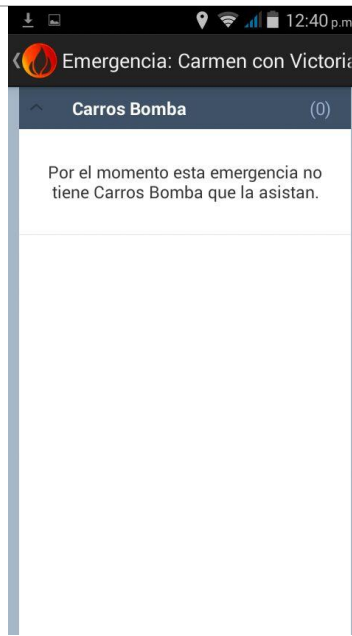 12:40 p.m
Emergencia: Carmen con Victoria
Carros Bomba (0)
Por el momento esta emergencia no
tiene Carros Bomba que la asistan.